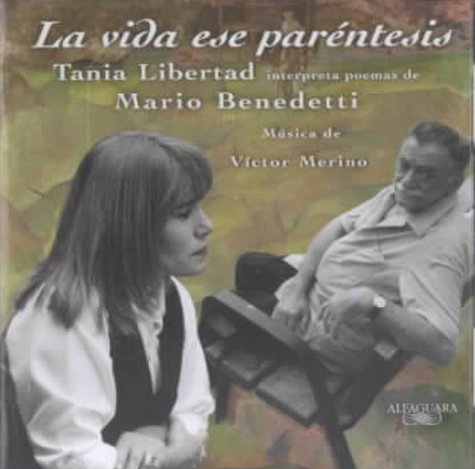 La vida ese paréntesis
Tania Libertad interpreta poemas de
Mario Benedetti
Música de
Víctor Merino
ALFAGUARA